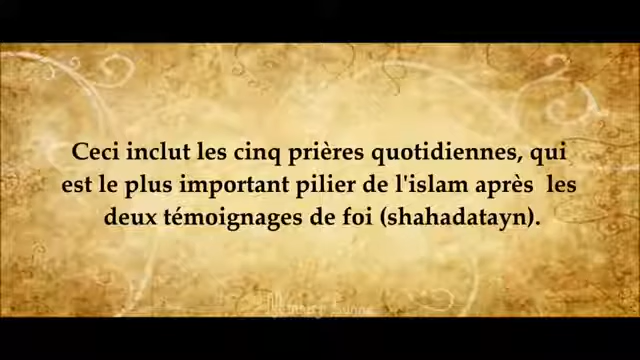 Ceci inclut les cinq prières quotidiennes, qui
est le plus important pilier de l'islam après les
deux témoignages de foi (shahadatayn).